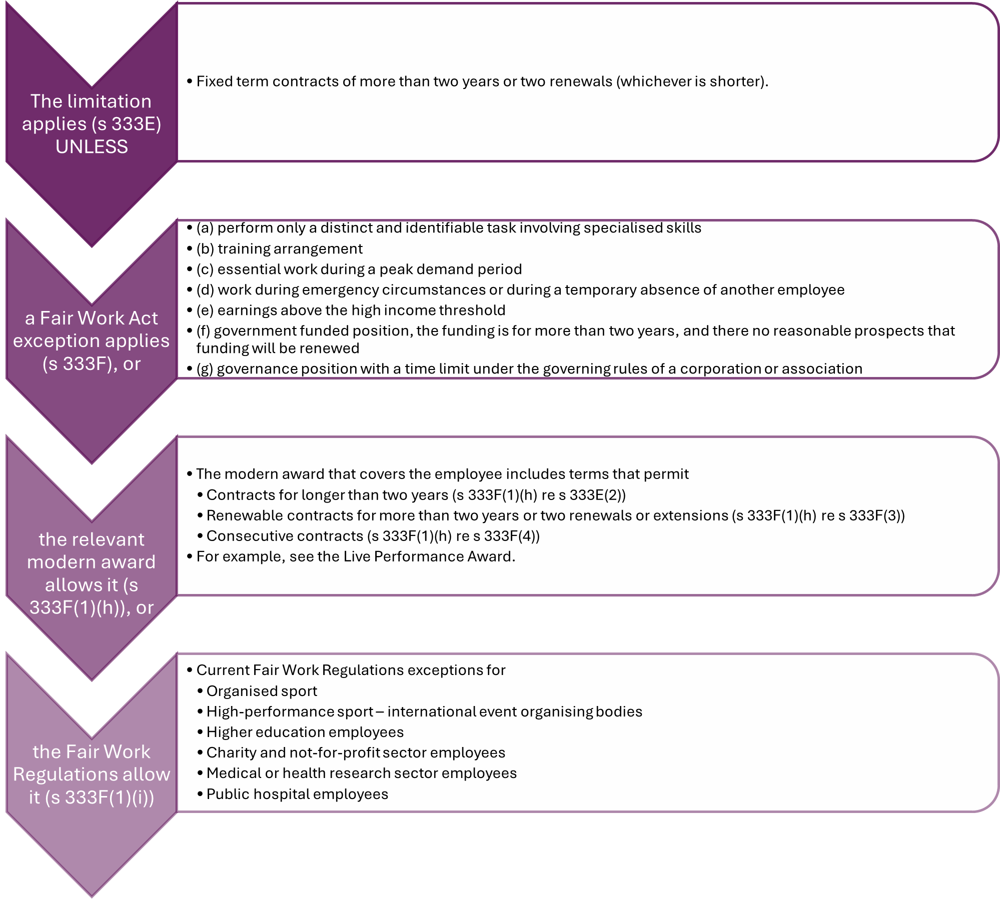 The limitation
applies (s 333E)
UNLESS
• Fixed term contracts of more than two years or two renewals (whichever is shorter).
a Fair Work Act
exception applies
(s 333F), or
• (a) perform only a distinct and identifiable task involving specialised skills
• (b) training arrangement
• (c) essential work during a peak demand period
• (d) work during emergency circumstances or during a temporary absence of another employee
• (e) earnings above the high income threshold
• (f) government funded position, the funding is for more than two years, and there no reasonable prospects that
funding will be renewed
• (g) governance position with a time limit under the governing rules of a corporation or association
the relevant
modern award
allows it (s
333F(1)(h)), or
• The modern award that covers the employee includes terms that permit
• Contracts for longer than two years (s 333F(1)(h) re s 333E(2))
• Renewable contracts for more than two years or two renewals or extensions (s 333F(1)(h) re s 333F(3))
• Consecutive contracts (s 333F(1)(h) re s 333F(4))
• For example, see the Live Performance Award.
the Fair Work
Regulations allow
it (s 333F(1)(i))
• Current Fair Work Regulations exceptions for
• Organised sport
• High-performance sport – international event organising bodies
• Higher education employees
• Charity and not-for-profit sector employees
• Medical or health research sector employees
• Public hospital employees